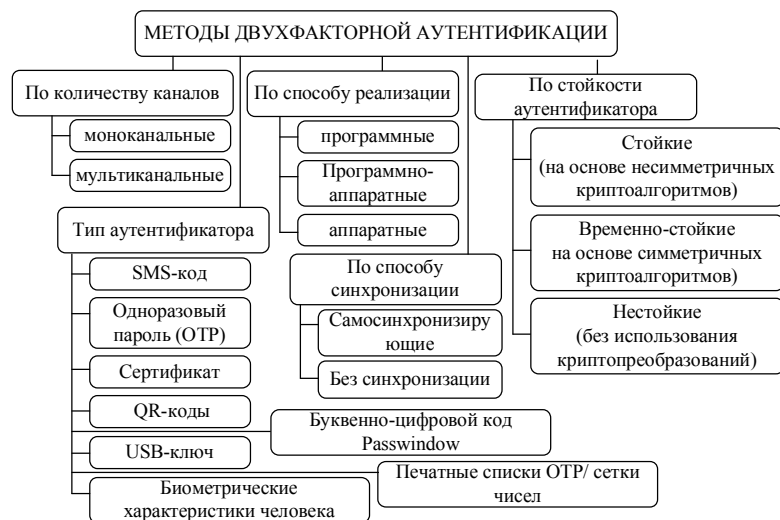 МЕТОДЫ ДВУХФАКТОРНОЙ АУТЕНТИФИКАЦИИ
По количеству каналов
моноканальные
мультиканальные
По способу реализации
программные
Программно-
аппаратные
аппаратные
По стойкости
аутентификатора
Стойкие
(на основе несимметричных
криптоалгоритмов)
Временно-стойкие
на основе симметричных
криптоалгоритмов)
Нестойкие
(без использования
криптопреобразований)
Тип аутентификатора
SMS-код
Одноразовый
пароль (OTP)
Сертификат
QR-коды
Буквенно-цифровой код
Passwindow
USB-ключ
Печатные списки OTP/ сетки
чисел
Биометрические
характеристики человека
По способу
синхронизации
Самосинхронизиру
ющие
Без синхронизации